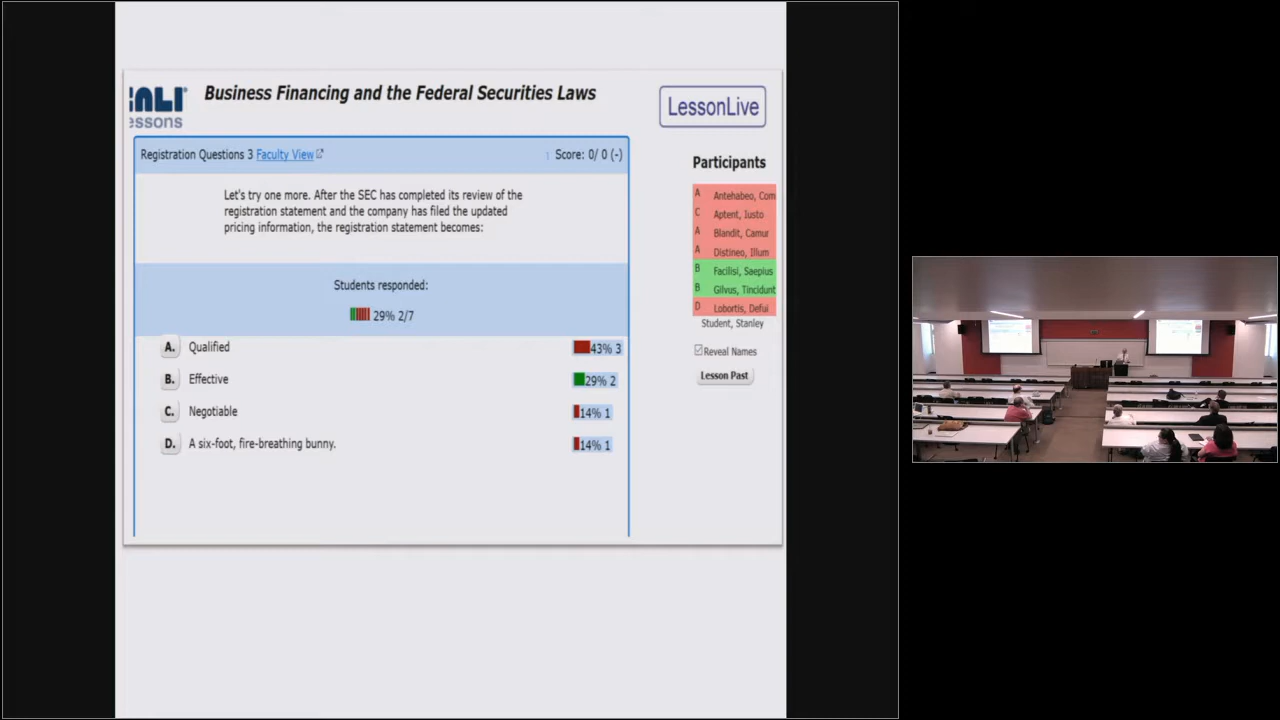 Business Financing and the Federal Securities Laws
CALI
essons
LessonLive
Registration Questions 3 Faculty View
Score: 0/ 0 (-)
Let's try one more. After the SEC has completed its review of the
registration statement and the company has filed the updated
pricing information, the registration statement becomes:
Students responded:
29% 2/7
A. Qualified 43% 3
B. Effective 29% 2
C. Negotiable 14% 1
D. A six-foot, fire-breathing bunny. 14% 1
Participants
A Antehabeo, Com
C Aptent, Iusto
A Blandit, Camur
A Distineo, Illum
B Facilisi, Saepius
B Gilvus, Tincidunt
D Lobortis, Defui
Student, Stanley
Reveal Names
Lesson Past